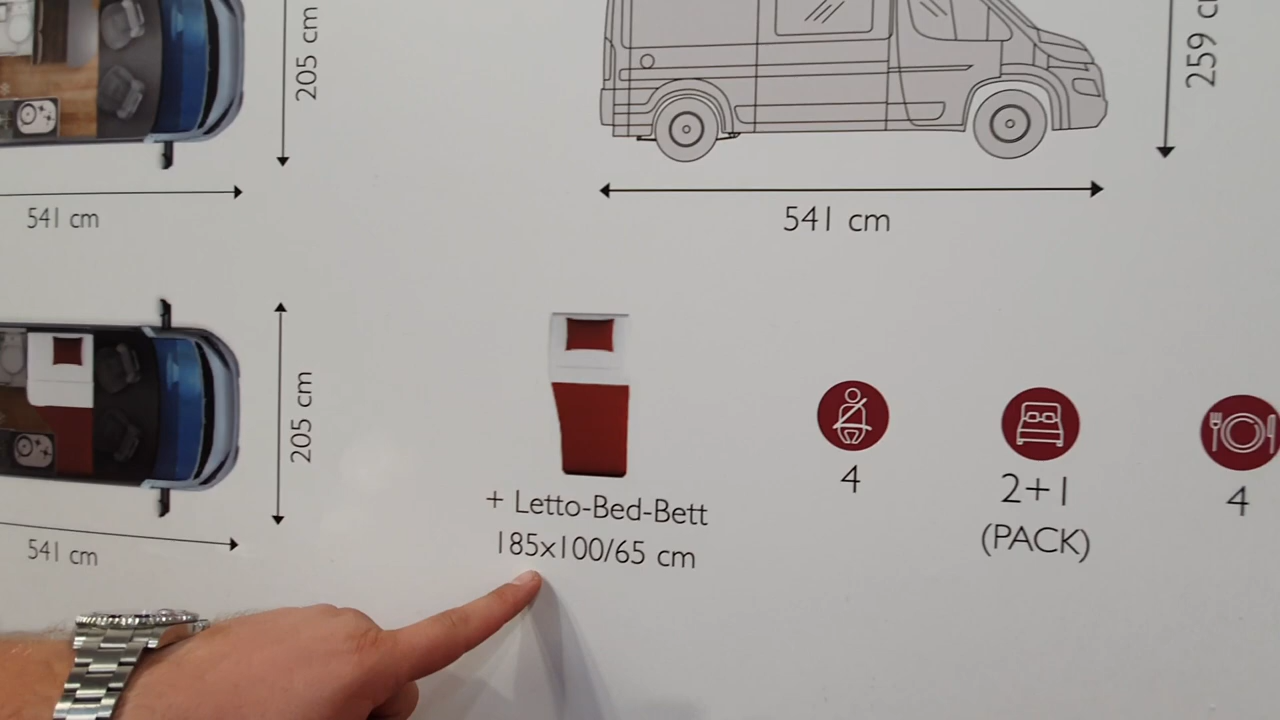 205 cm
259 c
541 cm
541 cm
205 cm
+ Letto-Bed-Bett
185x100/65 cm
4
2+1
(PACK)
4
541 cm